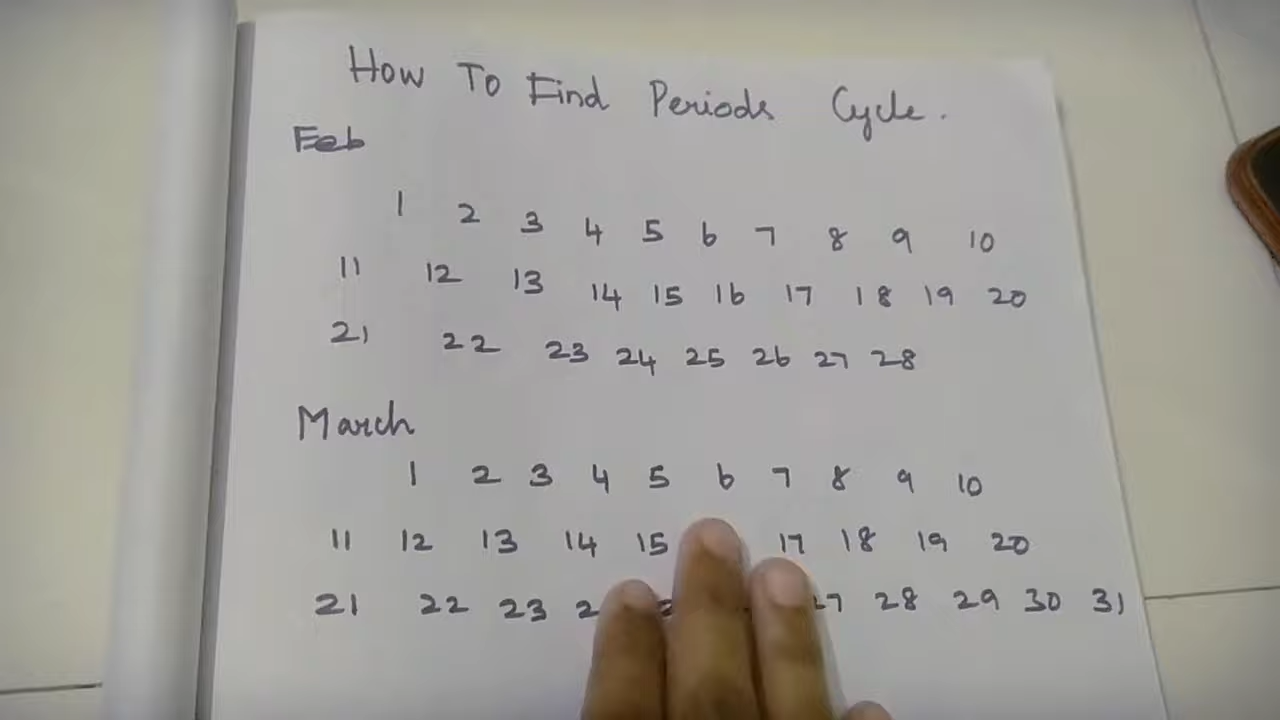 How To Find Periods Cycle.
Feb
1 2 3 4 5 6 7 8 9 10
11 12 13 14 15 16 17 18 19 20
21 22 23 24 25 26 27 28
March
1 2 3 4 5 6 7 8 9 10
11 12 13 14 15 17 18 19 20
21 22 23 28 29 30 31